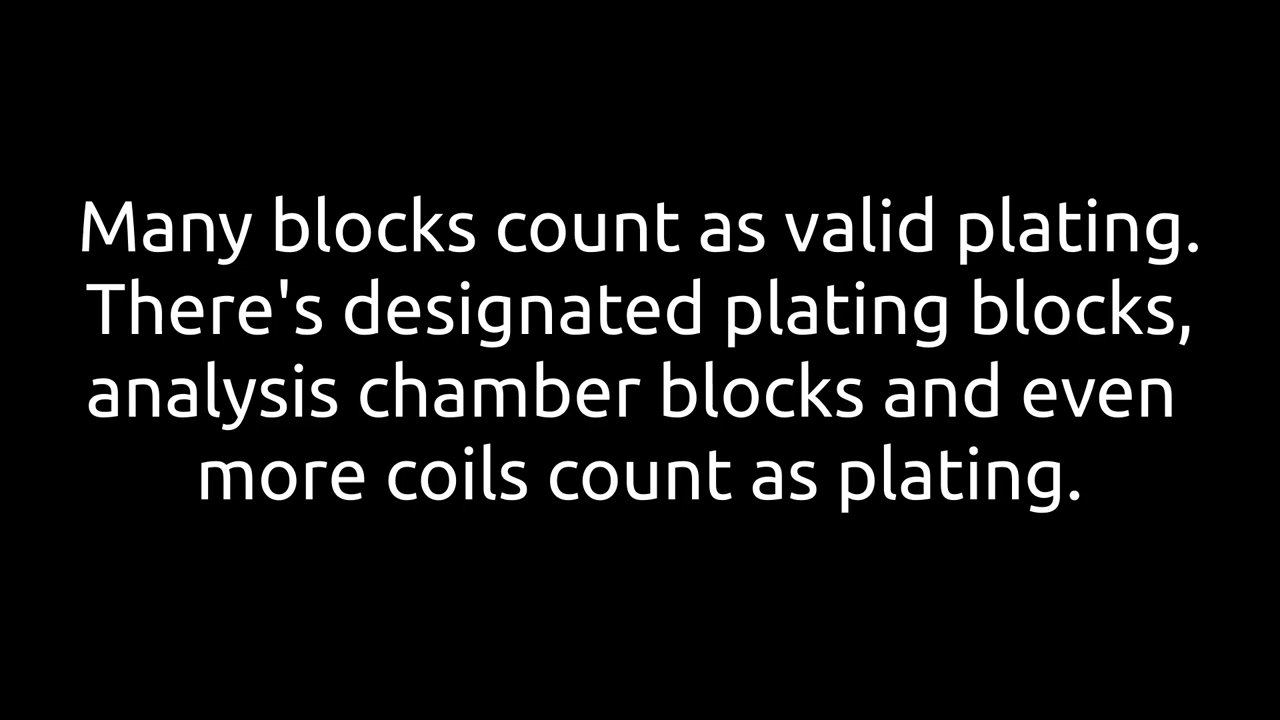 Many blocks count as valid plating.
There's designated plating blocks,
analysis chamber blocks and even
more coils count as plating.